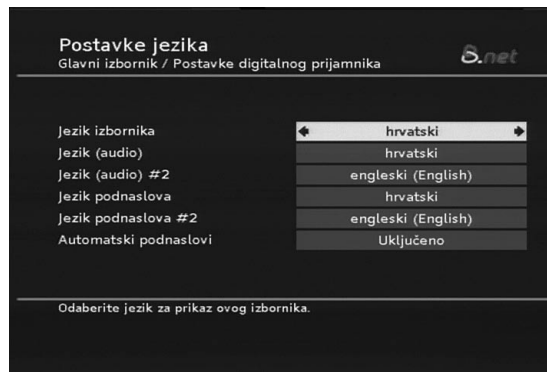 Postavke jezika
Glavni izbornik / Postavke digitalnog prijamnika
B.net
Jezik izbornika hrvatski
Jezik (audio) hrvatski
Jezik (audio) #2 engleski (English)
Jezik podnaslova hrvatski
Jezik podnaslova #2 engleski (English)
Automatski podnaslovi Uključeno
Odaberite jezik za prikaz ovog izbornika.